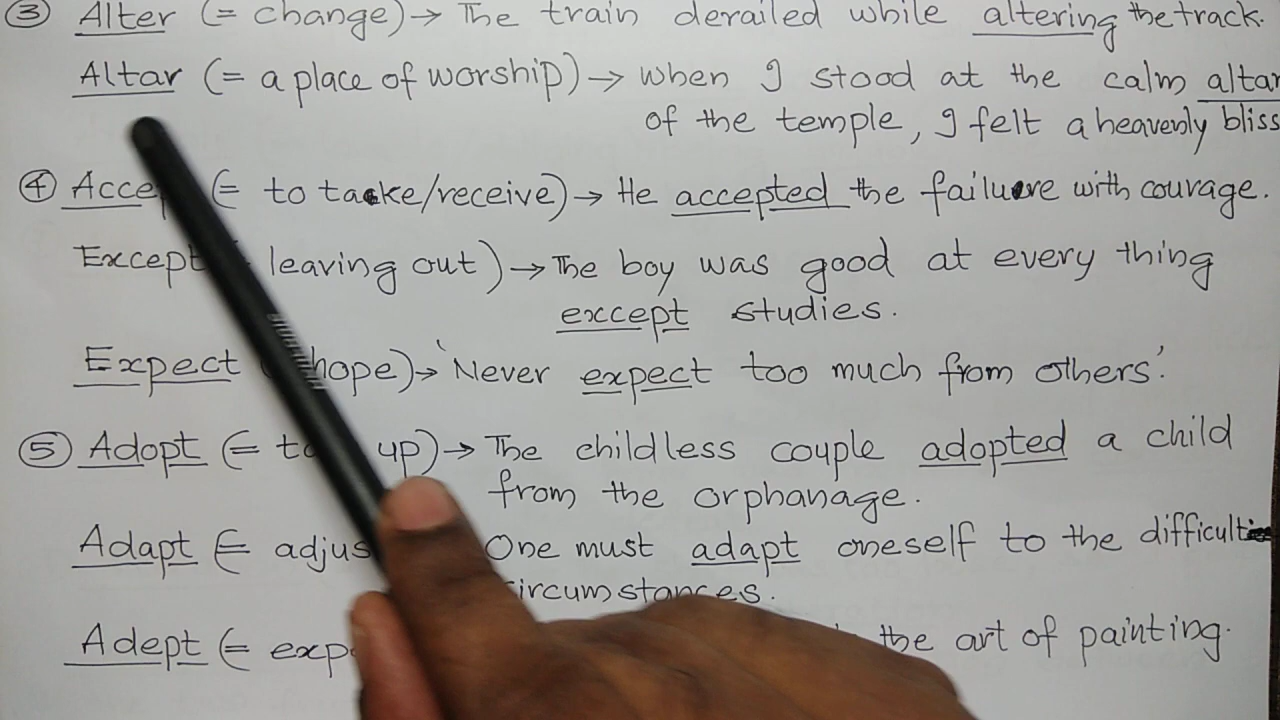 ③ Alter (= change) → The train derailed while altering the track.
Altar (= a place of worship) → when I stood at the calm altar
of the temple, I felt a heavenly bliss
④ Accep (= to take/receive) → He accepted the failure with courage.
Except leaving out) → The boy was good at every thing
except studies.
Expect hope) → 'Never expect too much from others'.
⑤ Adopt (= up) → The childless couple adopted a child
from the orphanage.
Adapt (= adjus One must adapt oneself to the difficult
circumstances.
Adept (= exp the art of painting.